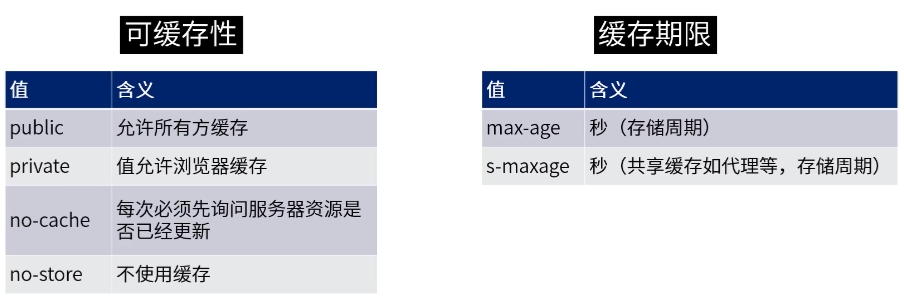 可缓存性
值 含义
public 允许所有方缓存
private 值允许浏览器缓存
no-cache 每次必须先询问服务器资源是
否已经更新
no-store 不使用缓存
缓存期限
值 含义
max-age 秒（存储周期）
s-maxage 秒（共享缓存如代理等，存储周期）